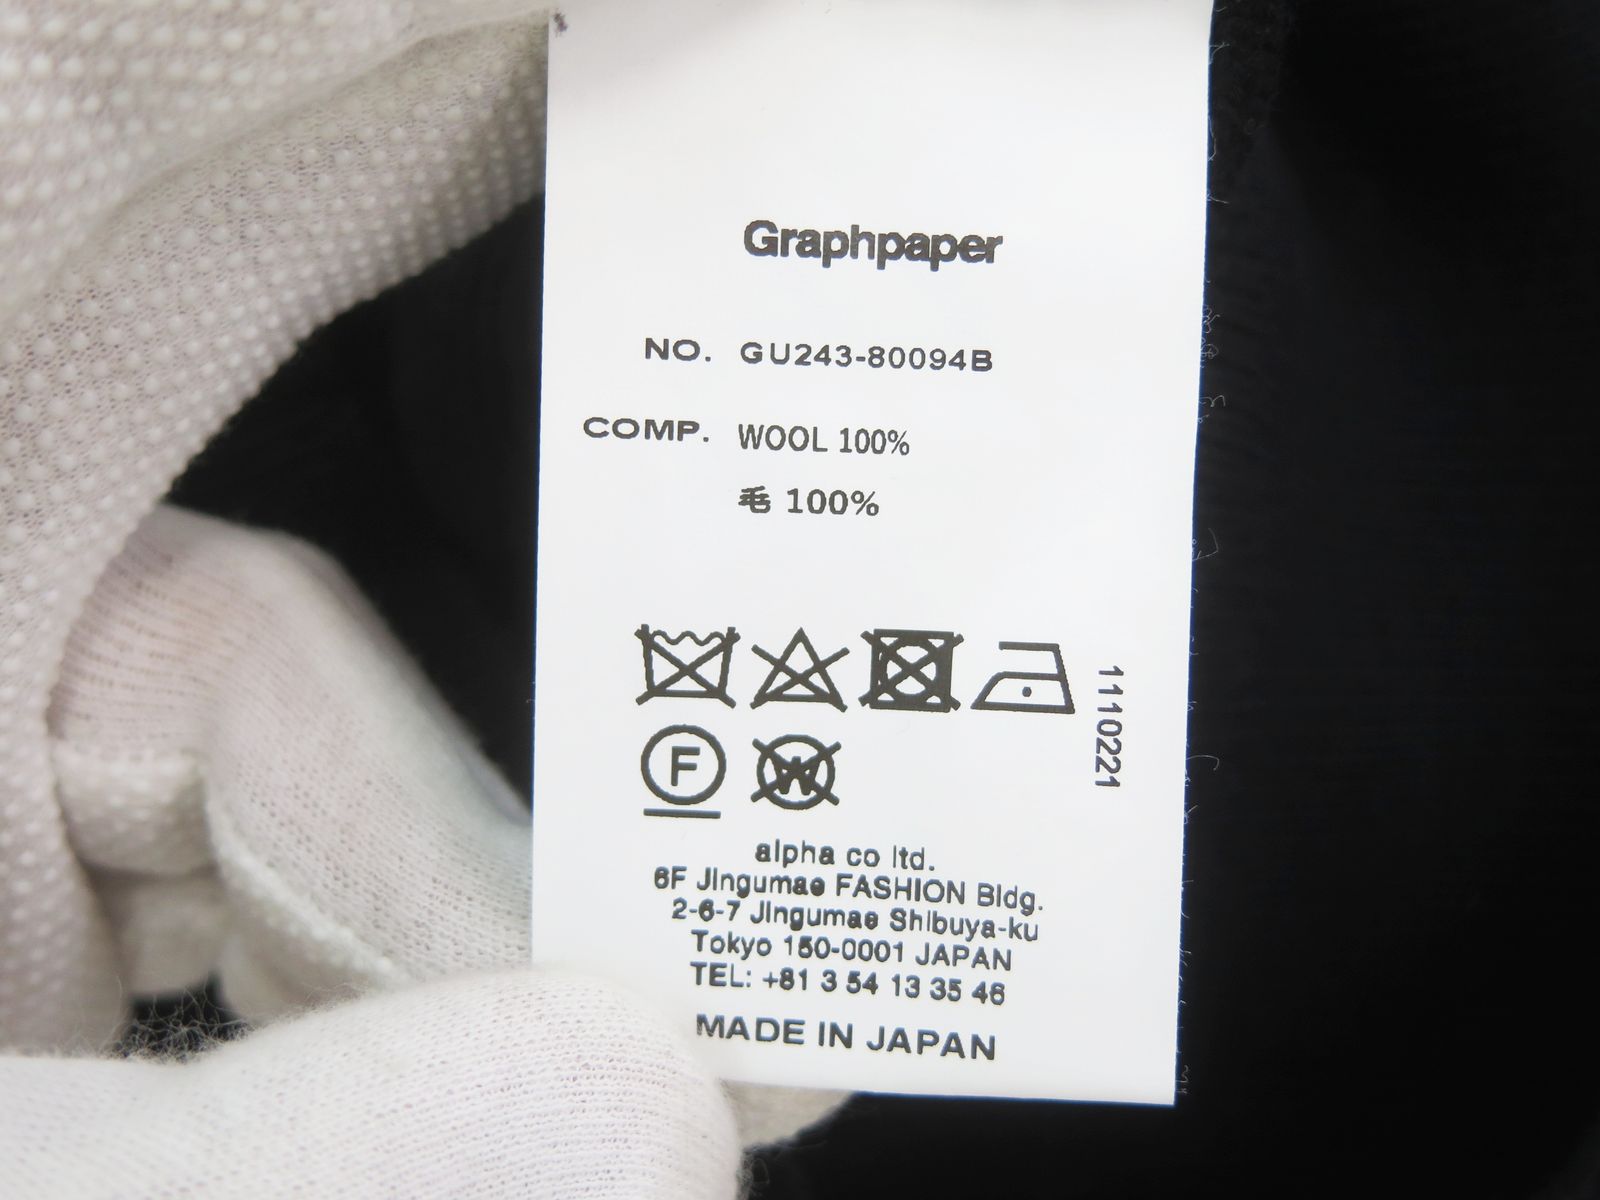 Graphpaper
NO. GU243-80094B
COMP. WOOL 100%
毛 100%
1110221
F
W
alpha co ltd.
6F Jingumae FASHION Bldg.
2-6-7 Jingumae Shibuya-ku
Tokyo 150-0001 JAPAN
TEL: +81 3 54 13 35 46
MADE IN JAPAN